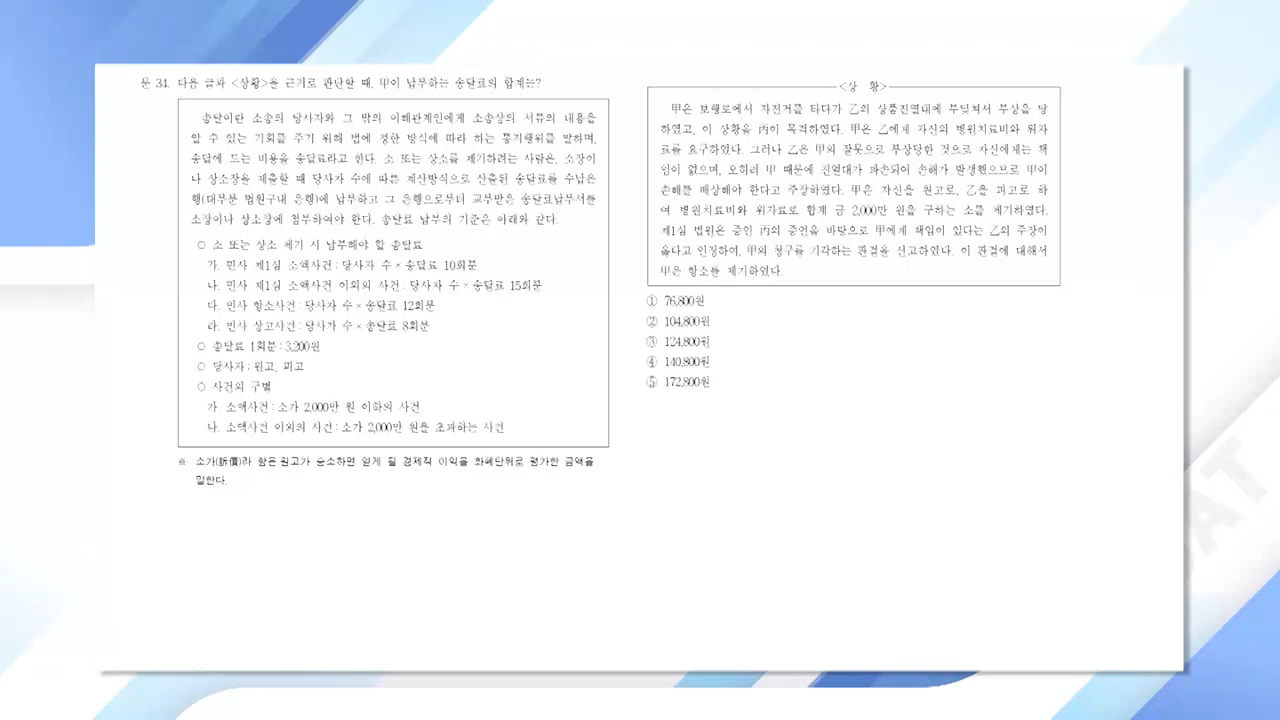 문 34. 다음 글과 <상황>을 근거로 판단할 때, 甲이 납부하는 송달료의 합계는?
송달이란 소송의 당사자와 그 밖의 이해관계인에게 소송상의 서류의 내용을
알 수 있는 기회를 주기 위해 법에 정한 방식에 따라 하는 통지행위를 말하며,
송달에 드는 비용을 송달료라고 한다. 소 또는 상소를 제기하려는 사람은, 소장이
나 상소장을 제출할 때 당사자 수에 따른 계산방식으로 산출된 송달료를 수납은
행(대부분 법원구내 은행)에 납부하고 그 은행으로부터 교부받은 송달료납부서를
소장이나 상소장에 첨부하여야 한다. 송달료 납부의 기준은 아래와 같다.
○ 소 또는 상소 제기 시 납부해야 할 송달료
가. 민사 제1심 소액사건 : 당사자 수 × 송달료 10회분
나. 민사 제1심 소액사건 이외의 사건 : 당사자 수 × 송달료 15회분
다. 민사 항소사건 : 당사자 수 × 송달료 12회분
라. 민사 상고사건 : 당사자 수 × 송달료 8회분
○ 송달료 1회분 : 3,200원
○ 당사자 : 원고, 피고
○ 사건의 구별
가. 소액사건 : 소가 2,000만 원 이하의 사건
나. 소액사건 이외의 사건 : 소가 2,000만 원을 초과하는 사건
※ 소가(訴價)라 함은 원고가 승소하면 얻게 될 경제적 이익을 화폐단위로 평가한 금액을
말한다.
<상 황>
甲은 보행로에서 자전거를 타다가 乙의 상품진열대에 부딪쳐서 부상을 당
하였고, 이 상황을 丙이 목격하였다. 甲은 乙에게 자신의 병원치료비와 위자
료를 요구하였다. 그러나 乙은 甲의 잘못으로 부상당한 것으로 자신에게는 책
임이 없으며, 오히려 甲 때문에 진열대가 파손되어 손해가 발생했으므로 甲이
손해를 배상해야 한다고 주장하였다. 甲은 자신을 원고로, 乙을 피고로 하
여 병원치료비와 위자료로 합계 금 2,000만 원을 구하는 소를 제기하였다.
제1심 법원은 증인 丙의 증언을 바탕으로 甲에게 책임이 있다는 乙의 주장이
옳다고 인정하여, 甲의 청구를 기각하는 판결을 선고하였다. 이 판결에 대해서
甲은 항소를 제기하였다.
① 76,800원
② 104,800원
③ 124,800원
④ 140,800원
⑤ 172,800원